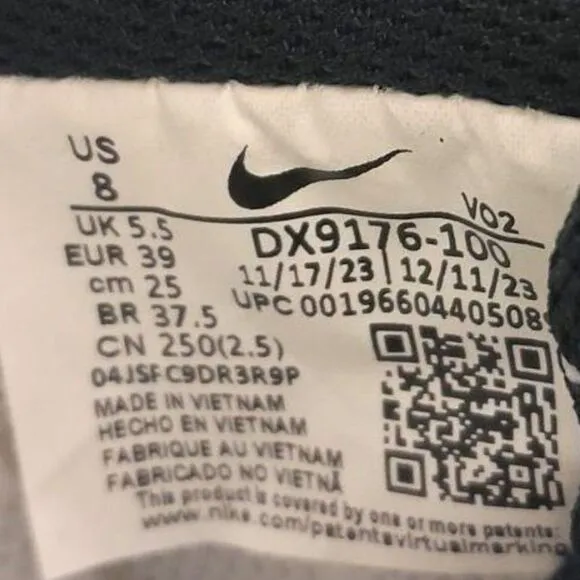 US
8
VO2
UK 5.5
DX9176-100
EUR 39
11/17/23 | 12/11/23
cm 25
UPC 0019660440508
BR 37.5
CN 250(2.5)
04JSFC9DR3R9P
MADE IN VIETNAM
HECHO EN VIETNAM
FABRIQUE AU VIETNAM
FABRICADO NO VIETNÃ
This product is covered by one or more patents:
www.nike.com/patentsvirtualmarking